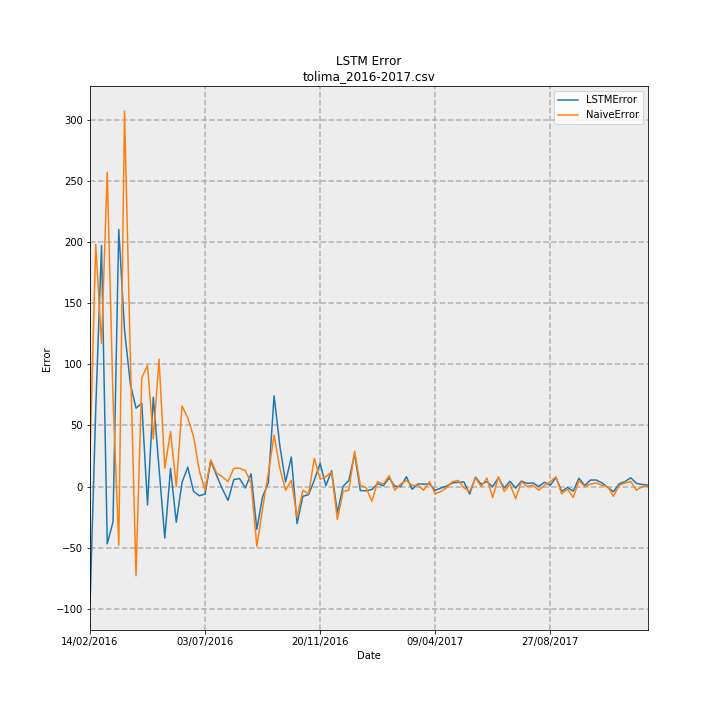 LSTM Error
tolima_2016-2017.csv
LSTMError
NaiveError
300
250
200
150
100
50
0
−50
−100
Error
14/02/2016
03/07/2016
20/11/2016
09/04/2017
27/08/2017
Date